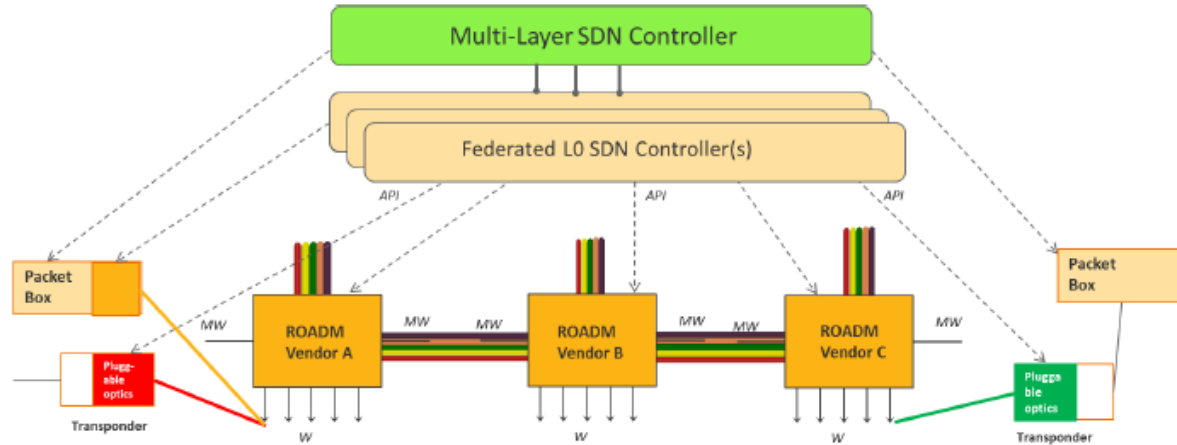 Multi-Layer SDN Controller
Federated L0 SDN Controller(s)
API
API
API
Packet
Box
Packet
Box
MW
ROADM
Vendor A
MW
MW
ROADM
Vendor B
MW
MW
ROADM
Vendor C
MW
Plugg-
able
optics
Plugga
ble
optics
Transponder
W
W
W
Transponder